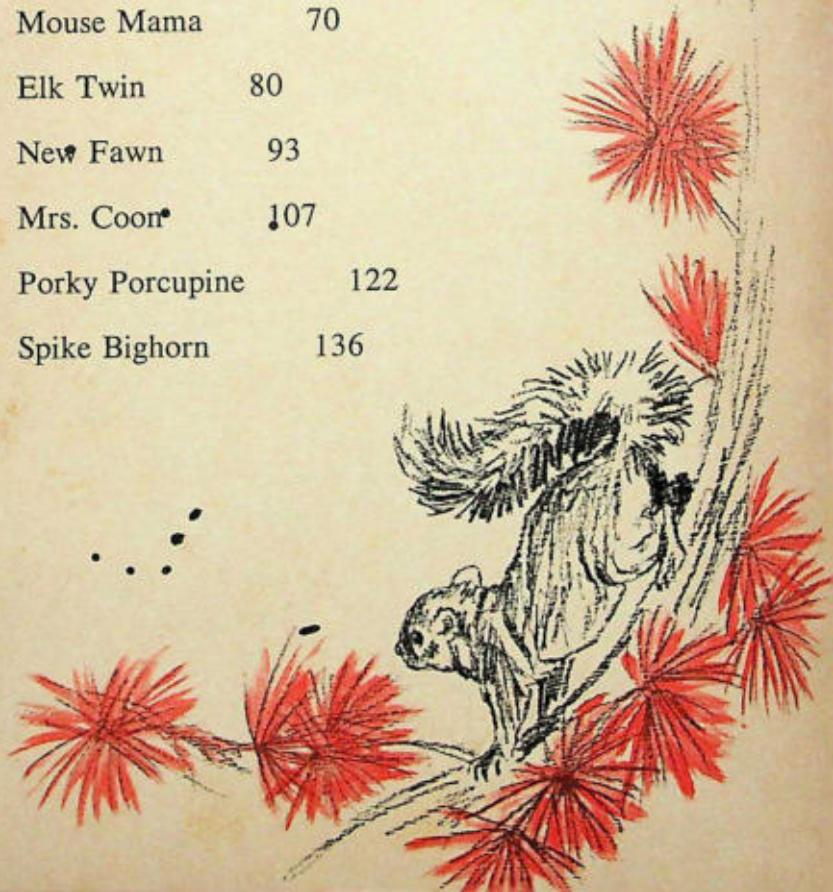 Mouse Mama 70
Elk Twin 80
New Fawn 93
Mrs. Coon 107
Porky Porcupine 122
Spike Bighorn 136